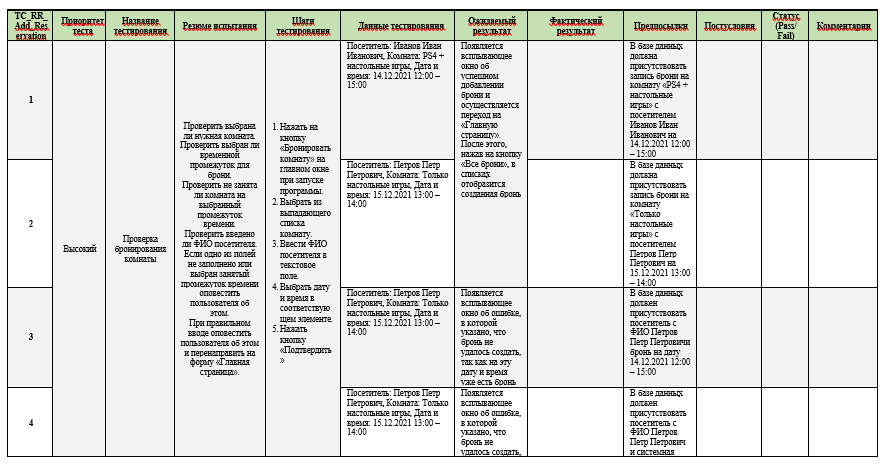 TC_RR_
Add_Res
ervation
Приоритет
теста
Название
тестирования
Резюме испытания
Шаги
тестирования
Данные тестирования
Ожидаемый
результат
Фактический
результат
Предпосылки
Постусловия
Статус
(Pass/
Fail)
Комментарии
1
Высокий
Проверка
бронирования
комнаты
Проверить выбрана
ли нужная комната.
Проверить выбран ли
временной
промежуток для
брони.
Проверить не занята
ли комната на
выбранный
промежуток
времени.
Проверить введено
ли ФИО посетителя.
Если одно из полей
не заполнено или
выбран занятый
промежуток времени
оповестить
пользователя об
этом.
При правильном
вводе оповестить
пользователя об этом
и перенаправить на
форму «Главная
страница».
1. Нажать на
кнопку
«Бронировать
комнату» на
главном окне
при запуске
программы.
2. Выбрать из
выпадающего
списка
комнату.
3. Ввести ФИО
посетителя в
текстовое
поле.
4. Выбрать дату
и время в
соответствую
щем элементе.
5. Нажать
кнопку
«Подтвердить
»
Посетитель: Иванов Иван
Иванович, Комната: PS4 +
настольные игры, Дата и
время: 14.12.2021 12:00 –
15:00
Появляется
всплывающее
окно об
успешном
добавлении
брони и
осуществляется
переход на
«Главную
страницу».
После этого,
нажав на кнопку
«Все брони», в
списках
отобразится
созданная бронь
В базе данных
должна
присутствовать
запись брони на
комнату «PS4 +
настольные
игры» с
посетителем
Иванов Иван
Иванович на
14.12.2021 12:00
– 15:00
2
Посетитель: Петров Петр
Петрович, Комната: Только
настольные игры, Дата и
время: 15.12.2021 13:00 –
14:00
В базе данных
должна
присутствовать
запись брони на
комнату
«Только
настольные
игры» с
посетителем
Петров Петр
Петрович на
15.12.2021 13:00
– 14:00
3
Посетитель: Петров Петр
Петрович, Комната: Только
настольные игры, Дата и
время: 15.12.2021 13:00 –
14:00
Появляется
всплывающее
окно об ошибке,
в которой
указано, что
бронь не
удалось создать,
так как на эту
дату и время
уже есть бронь
В базе данных
должен
присутствовать
посетитель с
ФИО Петров
Петр Петровичи
бронь на дату
14.12.2021 12:00
– 15:00
4
Посетитель: Петров Петр
Петрович, Комната: Только
настольные игры, Дата и
время: 15.12.2021 13:00 –
14:00
Появляется
всплывающее
окно об ошибке,
в которой
указано, что
бронь не
удалось создать,
В базе данных
должен
присутствовать
посетитель с
ФИО Петров
Петр Петрович
и системная